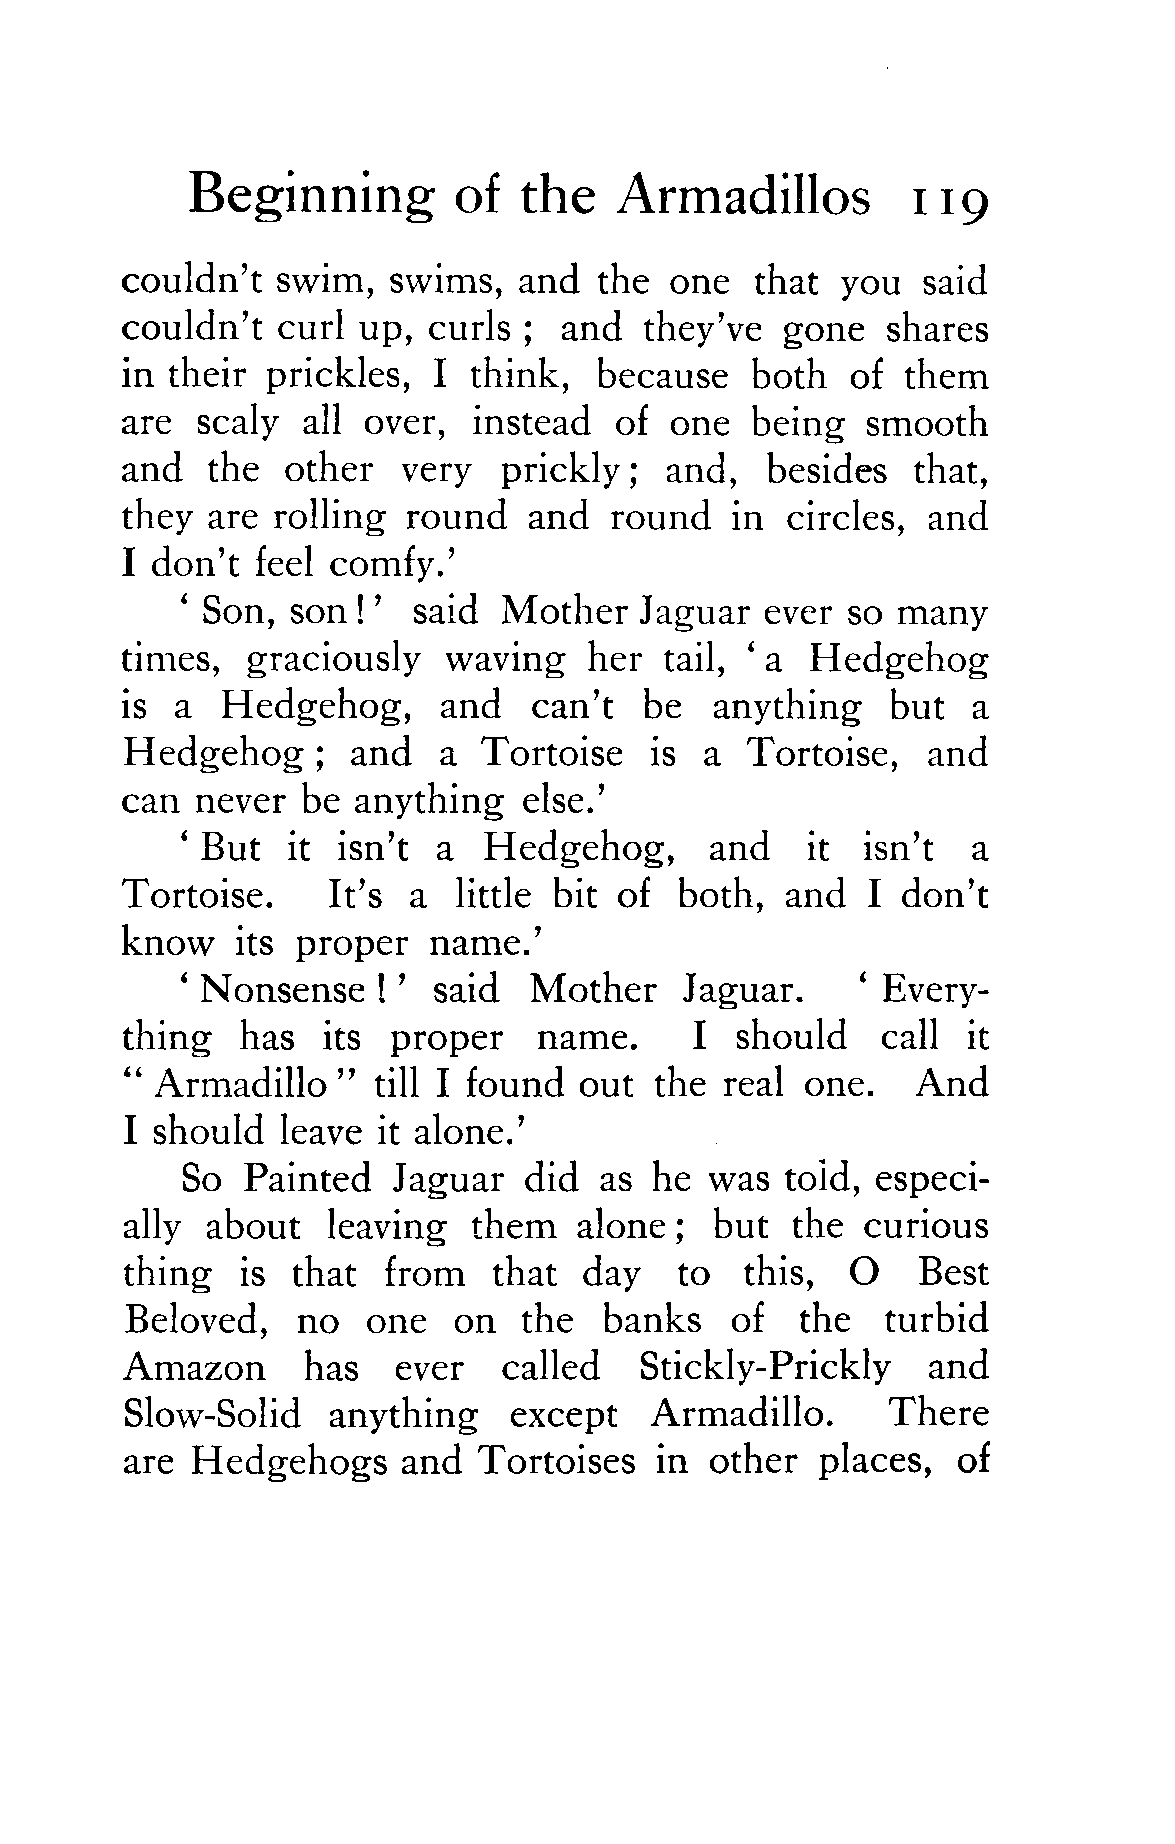 Beginning of the Armadillos 119
couldn't swim, swims, and the one that you said
couldn't curl up, curls ; and they've gone shares
in their prickles, I think, because both of them
are scaly all over, instead of one being smooth
and the other very prickly ; and, besides that,
they are rolling round and round in circles, and
I don't feel comfy.'
‘ Son, son ! ’ said Mother Jaguar ever so many
times, graciously waving her tail, ‘ a Hedgehog
is a Hedgehog, and can't be anything but a
Hedgehog ; and a Tortoise is a Tortoise, and
can never be anything else.’
‘ But it isn't a Hedgehog, and it isn't a
Tortoise. It's a little bit of both, and I don't
know its proper name.’
‘ Nonsense ! ’ said Mother Jaguar. ‘ Every-
thing has its proper name. I should call it
“ Armadillo ” till I found out the real one. And
I should leave it alone.’
So Painted Jaguar did as he was told, especi-
ally about leaving them alone ; but the curious
thing is that from that day to this, O Best
Beloved, no one on the banks of the turbid
Amazon has ever called Stickly-Prickly and
Slow-Solid anything except Armadillo. There
are Hedgehogs and Tortoises in other places, of